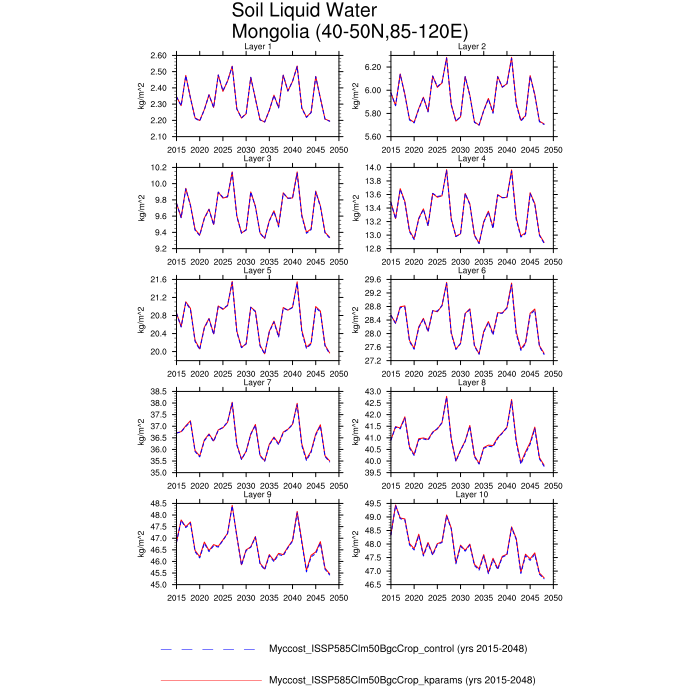 Soil Liquid Water
Mongolia (40-50N,85-120E)
Layer 1
Layer 2
2.60
2.50
2.40
2.30
2.20
2.10
kg/m^2
2015 2020 2025 2030 2035 2040 2045 2050
6.20
6.00
5.80
5.60
kg/m^2
2015 2020 2025 2030 2035 2040 2045 2050
Layer 3
Layer 4
10.2
10.0
9.8
9.6
9.4
9.2
kg/m^2
2015 2020 2025 2030 2035 2040 2045 2050
14.0
13.8
13.6
13.4
13.2
13.0
12.8
kg/m^2
2015 2020 2025 2030 2035 2040 2045 2050
Layer 5
Layer 6
21.6
21.2
20.8
20.4
20.0
kg/m^2
2015 2020 2025 2030 2035 2040 2045 2050
29.6
29.2
28.8
28.4
28.0
27.6
27.2
kg/m^2
2015 2020 2025 2030 2035 2040 2045 2050
Layer 7
Layer 8
38.5
38.0
37.5
37.0
36.5
36.0
35.5
35.0
kg/m^2
2015 2020 2025 2030 2035 2040 2045 2050
43.0
42.5
42.0
41.5
41.0
40.5
40.0
39.5
kg/m^2
2015 2020 2025 2030 2035 2040 2045 2050
Layer 9
Layer 10
48.5
48.0
47.5
47.0
46.5
46.0
45.5
45.0
kg/m^2
2015 2020 2025 2030 2035 2040 2045 2050
49.5
49.0
48.5
48.0
47.5
47.0
46.5
kg/m^2
2015 2020 2025 2030 2035 2040 2045 2050
Myccost_ISSP585Clm50BgcCrop_control (yrs 2015-2048)
Myccost_ISSP585Clm50BgcCrop_kparams (yrs 2015-2048)